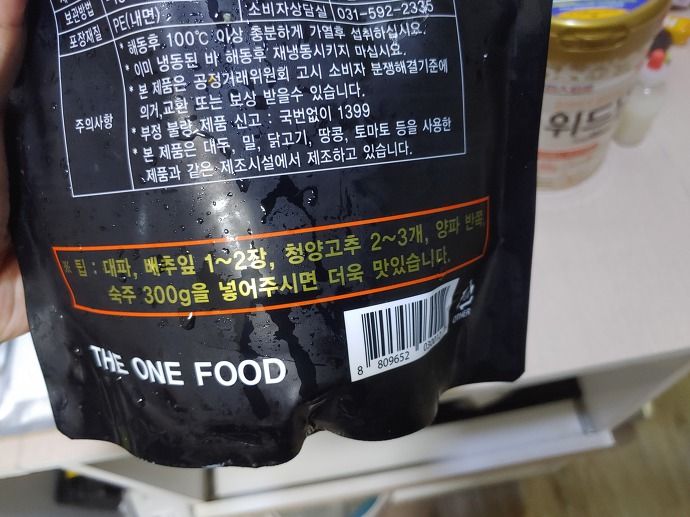 보관방법
포장재질 PE(내면) 소비자상담실 031-592-2335
주의사항
* 해동후 100℃ 이상 충분하게 가열후 섭취하십시요.
* 이미 냉동된 바 해동후 재냉동시키지 마십시요.
* 본 제품은 공정거래위원회 고시 소비자 분쟁해결기준에
의거,교환 또는 보상 받을수 있습니다.
* 부정 불량 제품 신고 : 국번없이 1399
* 본 제품은 대두, 밀, 닭고기, 땅콩, 토마토 등을 사용한
제품과 같은 제조시설에서 제조하고 있습니다.
※ 팁 : 대파, 배추잎 1~2장, 청양고추 2~3개, 양파 반쪽,
숙주 300g을 넣어주시면 더욱 맛있습니다.
THE ONE FOOD
8 809652
OTHER
위드